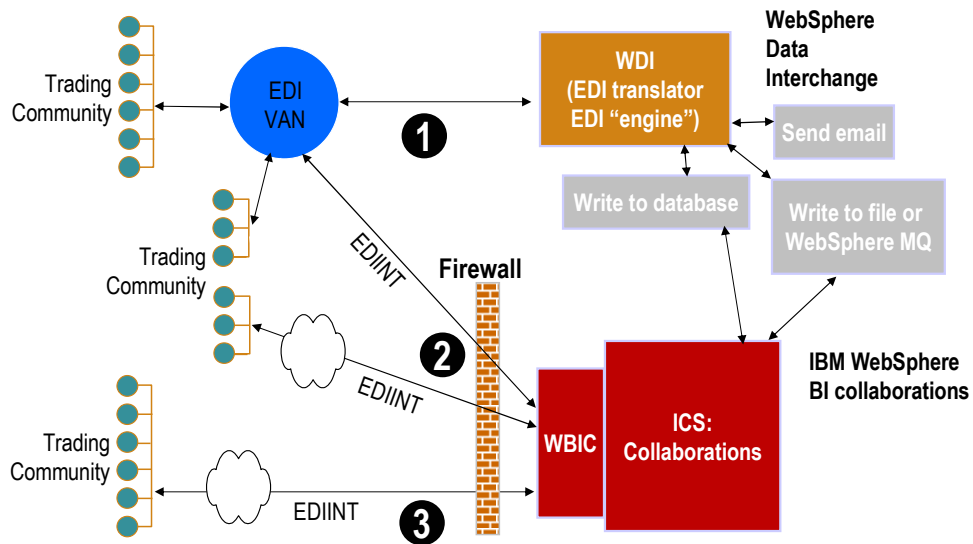 WebSphere
Data
Interchange
WDI
(EDI translator
EDI “engine”)
Trading
Community
EDI
VAN
1
Send email
Write to database
Write to file or
WebSphere MQ
Trading
Community
EDIINT
Firewall
2
EDIINT
IBM WebSphere
BI collaborations
WBIC
ICS:
Collaborations
Trading
Community
EDIINT
3